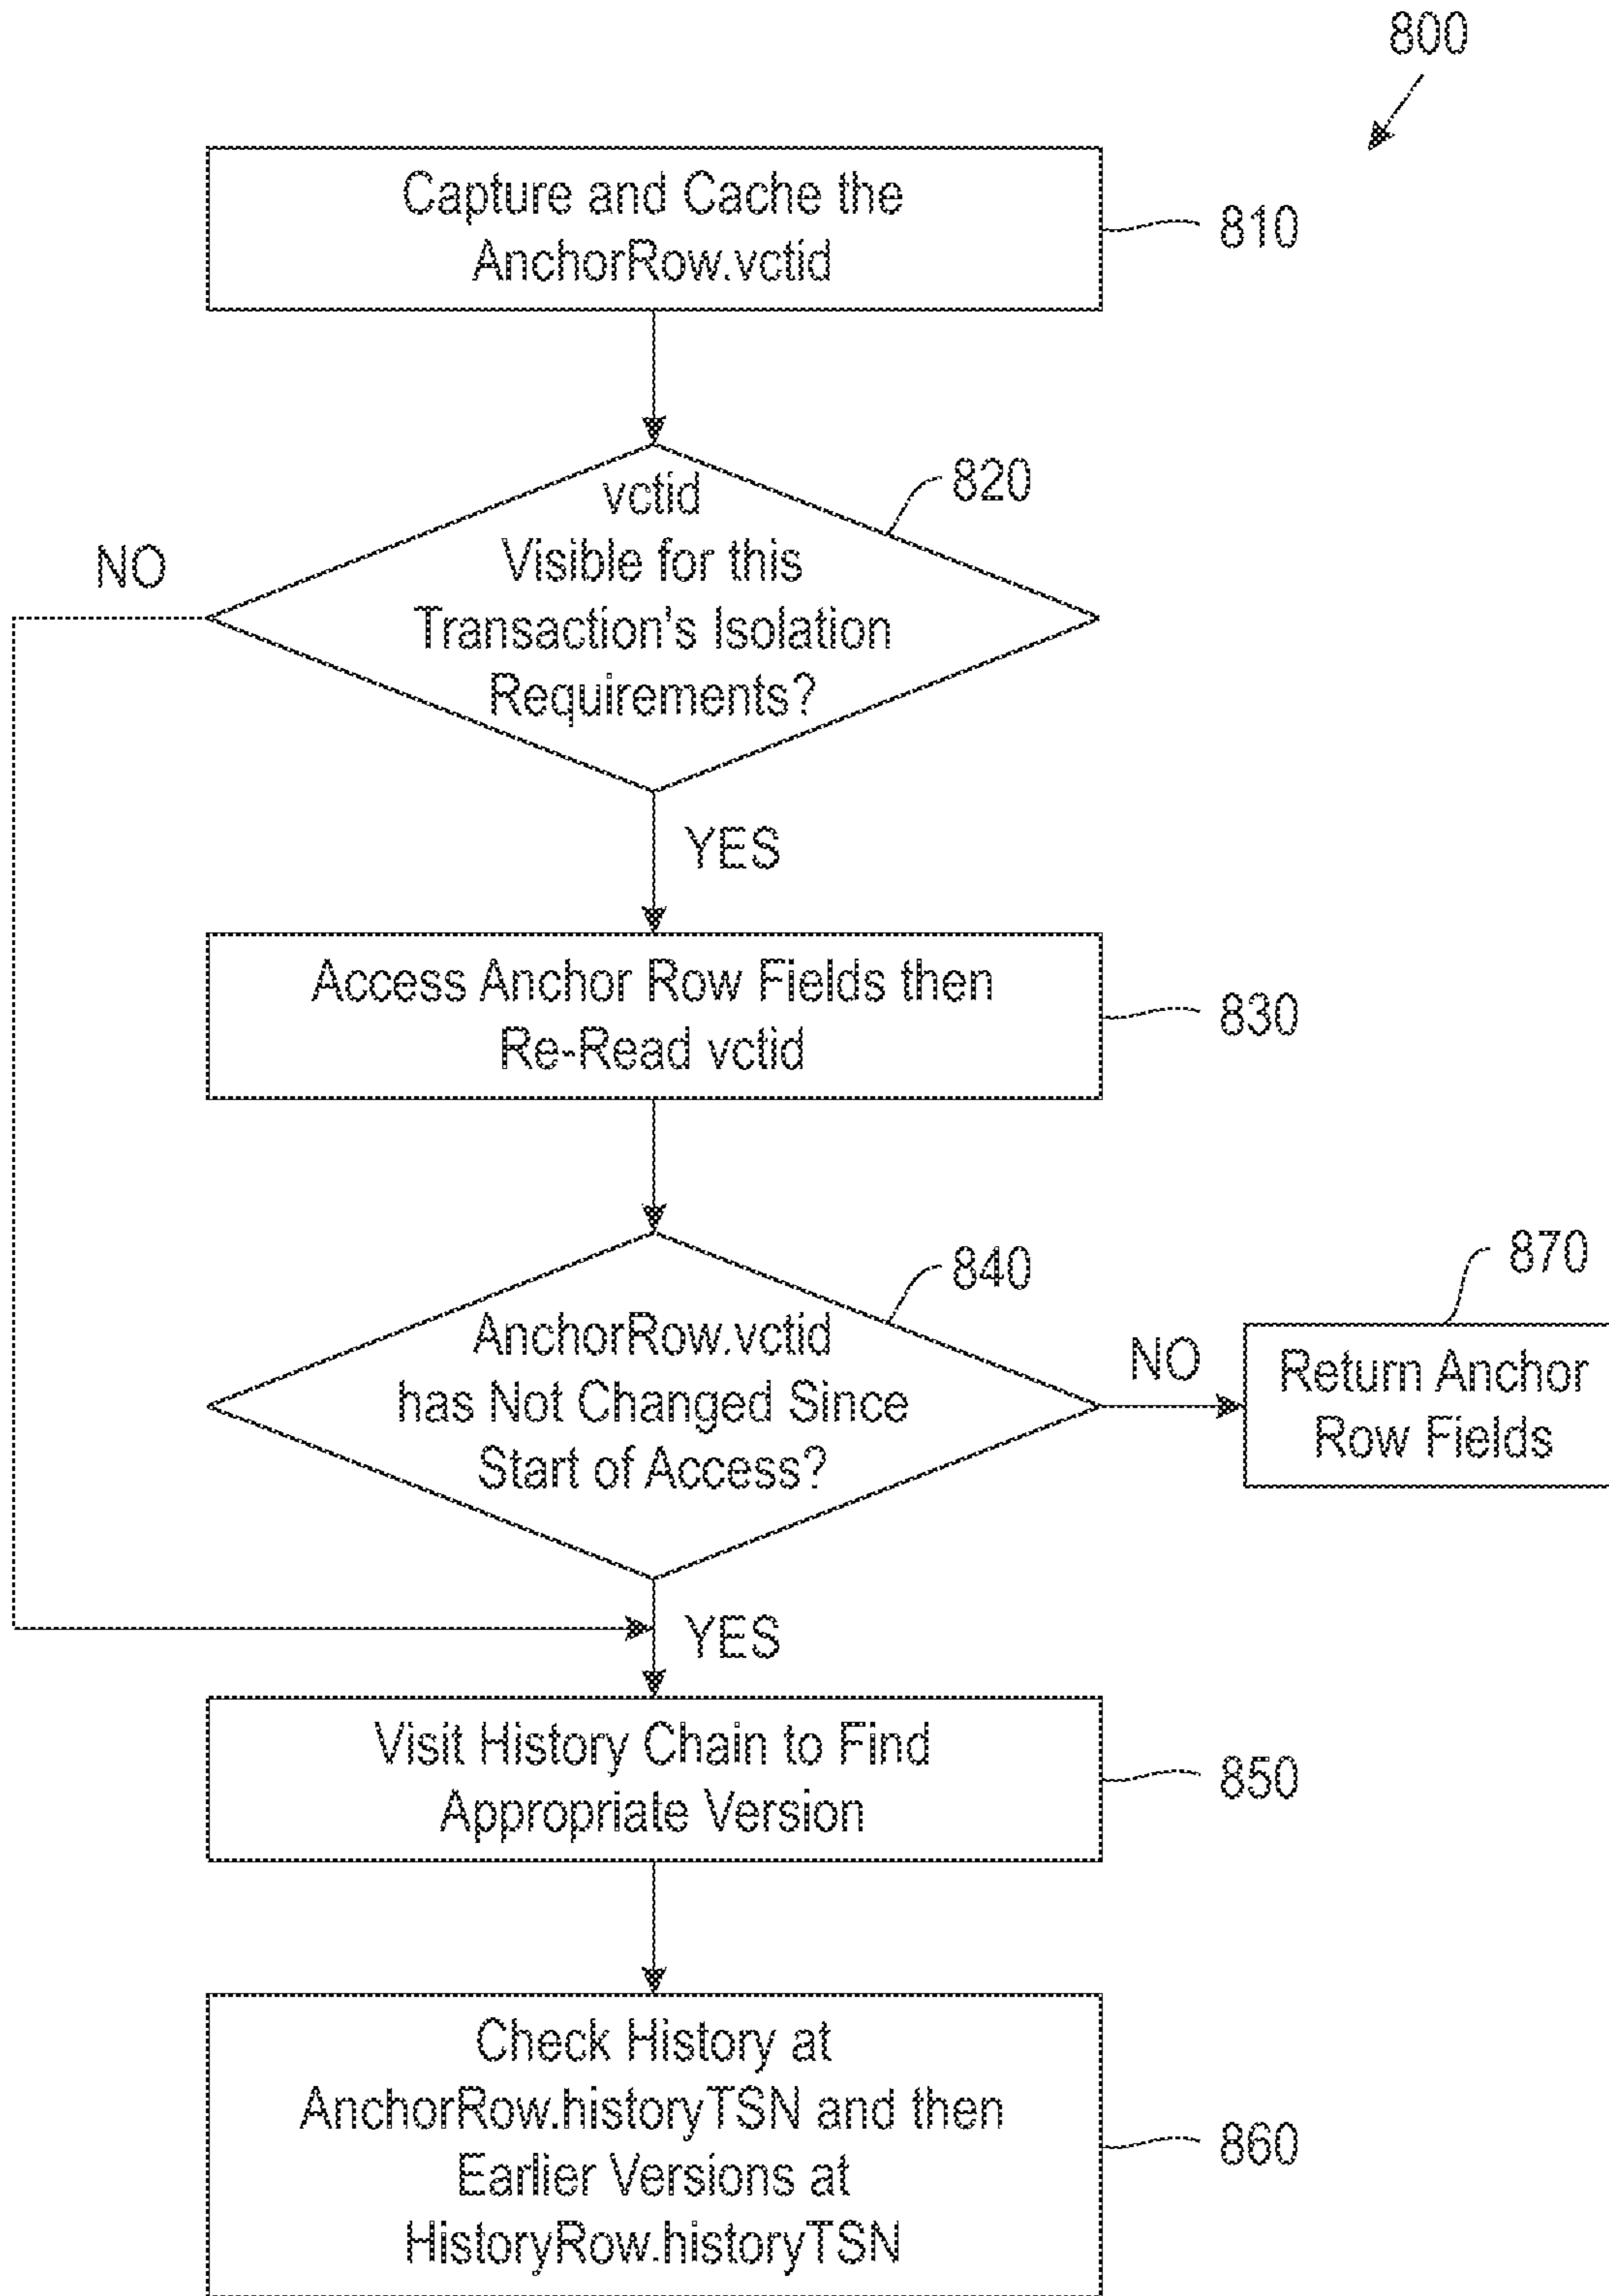 800
Capture and Cache the
AnchorRow.vctid
810
vctid
Visible for this
Transaction's Isolation
Requirements?
820
NO
YES
Access Anchor Row Fields then
Re-Read vctid
830
AnchorRow.vctid
has Not Changed Since
Start of Access?
840
NO
870
Return Anchor
Row Fields
YES
Visit History Chain to Find
Appropriate Version
850
Check History at
AnchorRow.historyTSN and then
Earlier Versions at
HistoryRow.historyTSN
860